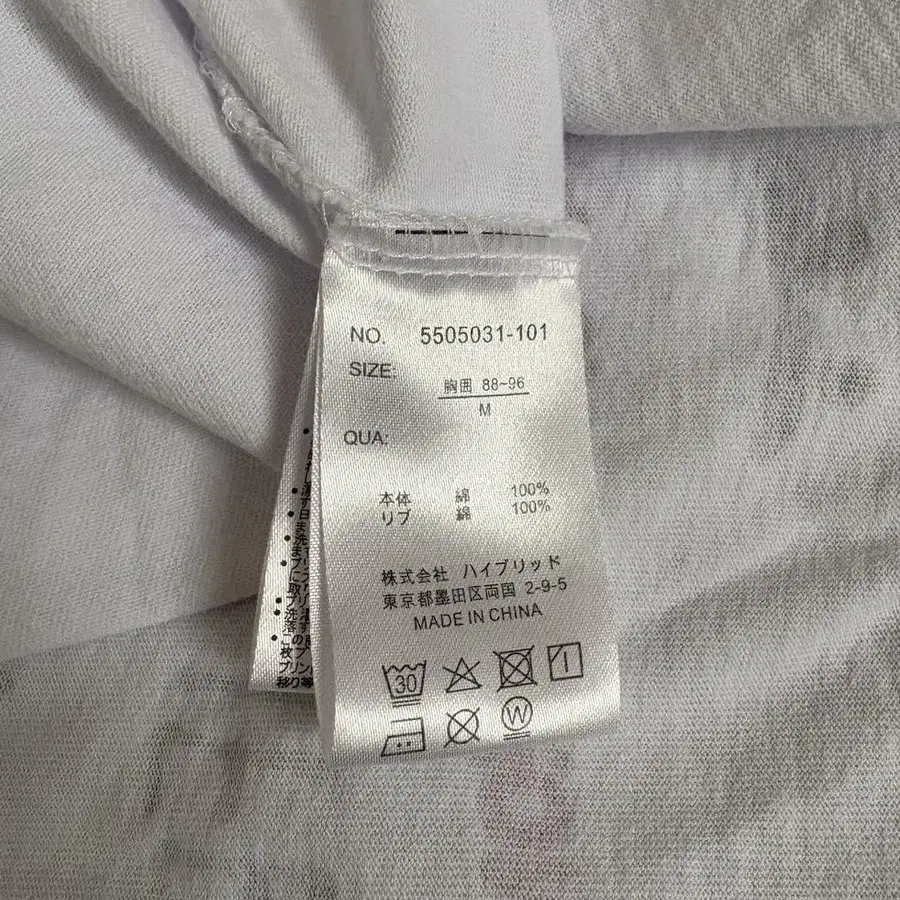 NO. 5505031-101
SIZE:
胸囲 88~96
M
QUA:
本体 綿 100%
リブ 綿 100%
株式会社 ハイブリッド
東京都墨田区両国 2-9-5
MADE IN CHINA
30
W